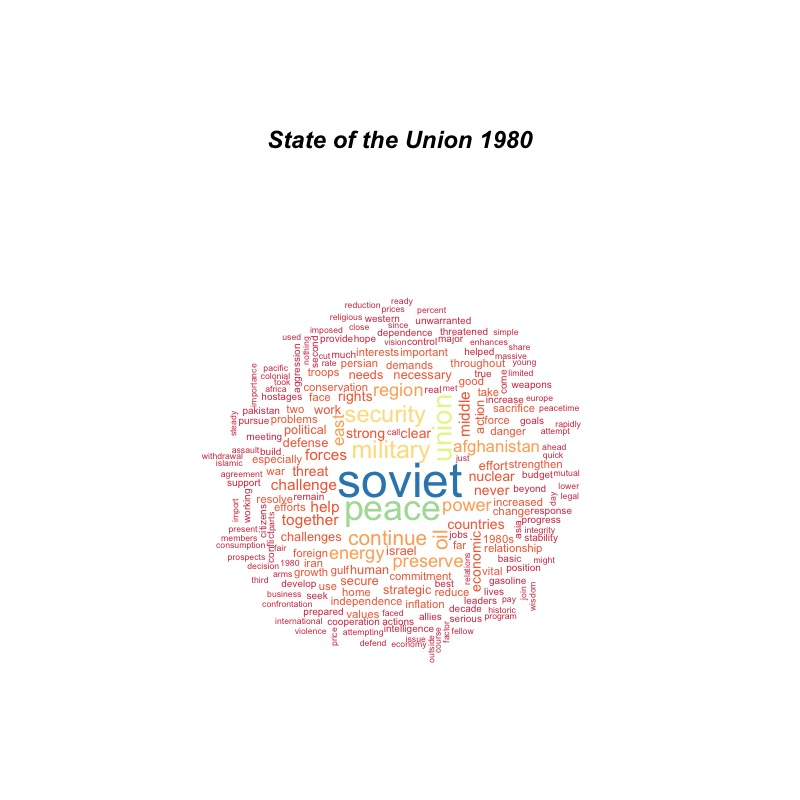 State of the Union 1980
ready
reduction
prices percent
religious western since unwarranted
imposed close dependence threatened simple
used provide hope vision control major enhances
nothing second cut much interests important helped share
aggression rate persian demands throughout massive young
pacific troops needs necessary true limited
importance colonial took conservation region real met good come weapons
africa face rights take
hostages middle increase europe
pakistan two work security union action sacrifice peacetime
steady pursue problems east force goals rapidly
political strong call clear danger attempt
meeting defense military afghanistan ahead
assault build forces quick
withdrawal especially just
islamic war threat soviet effort strengthen
agreement nuclear budget mutual
support never beyond lower
working resolve remain peace power increased day legal
import efforts help change response
citizens together countries asia progress
present integrity
members conflict parts challenges continue oil jobs 1980s stability
consumption fair far relationship
prospects foreign energy israel economic basic might
decision 1980 iran preserve relations vital position
third arms growth gulf human commitment gasoline
develop use secure best lives join
business seek home strategic reduce pay wisdom
confrontation independence inflation leaders historic
prepared values faced decade program
international cooperation actions allies serious
violence price attempting intelligence factor fellow
defend economy issue course
outside
challenge